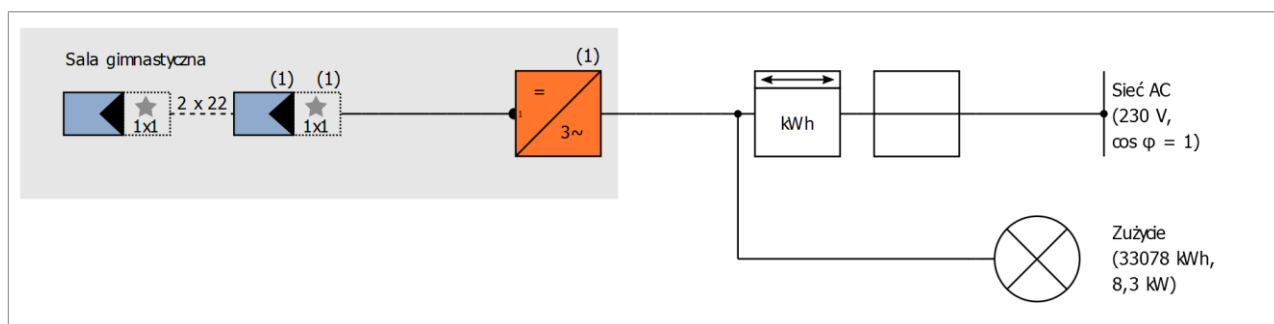 Sala gimnastyczna
(1) (1)
(1)
2 x 22
1x1
1x1
1
=
3~
kWh
Sieć AC
(230 V,
cos φ = 1)
Zużycie
(33078 kWh,
8,3 kW)